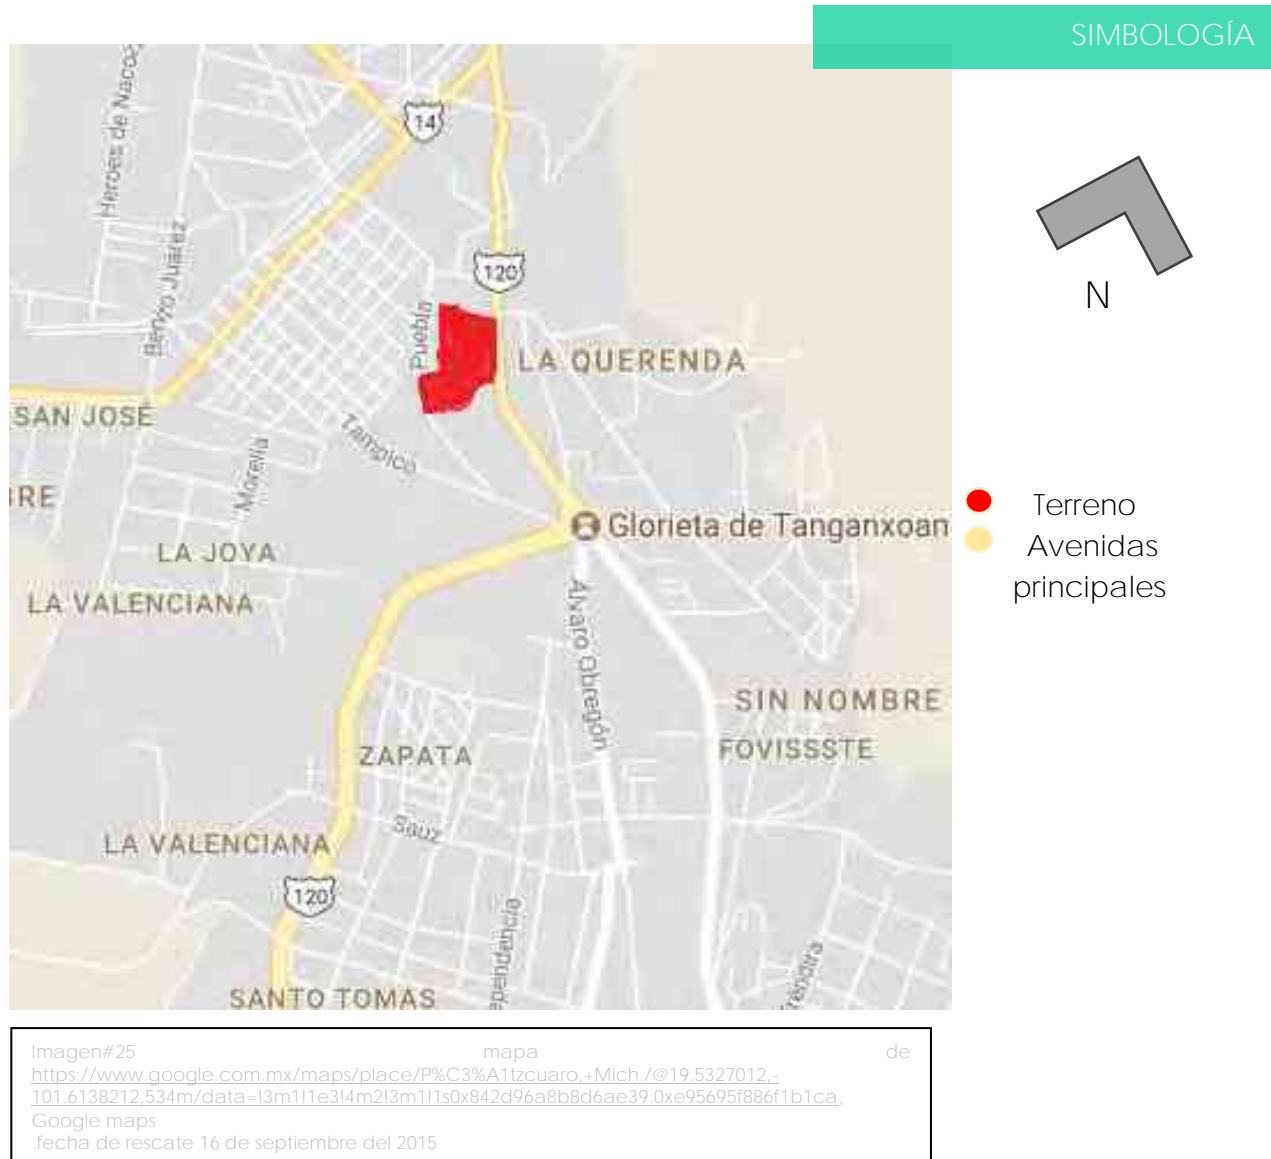 SIMBOLOGÍA
Heroes de Nacoz
14
Benito Juárez
120
Puebla
LA QUERENDA
N
SAN JOSÉ
Tampico
Morelia
IRE
Terreno
Glorieta de Tanganxoan
Avenidas
principales
LA JOYA
LA VALENCIANA
Alvaro Obregón
SIN NOMBRE
FOVISSSTE
ZAPATA
Sauz
LA VALENCIANA
120
ependencia
rendira
SANTO TOMAS
Imagen#25 mapa de
https://www.google.com.mx/maps/place/P%C3%A1tzcuaro,+Mich./@19.5327012,-
101.6138212,534m/data=!3m1!1e3!4m2!3m1!1s0x842d96a8b8d6ae39:0xe95695f886f1b1ca,
Google maps
.fecha de rescate 16 de septiembre del 2015